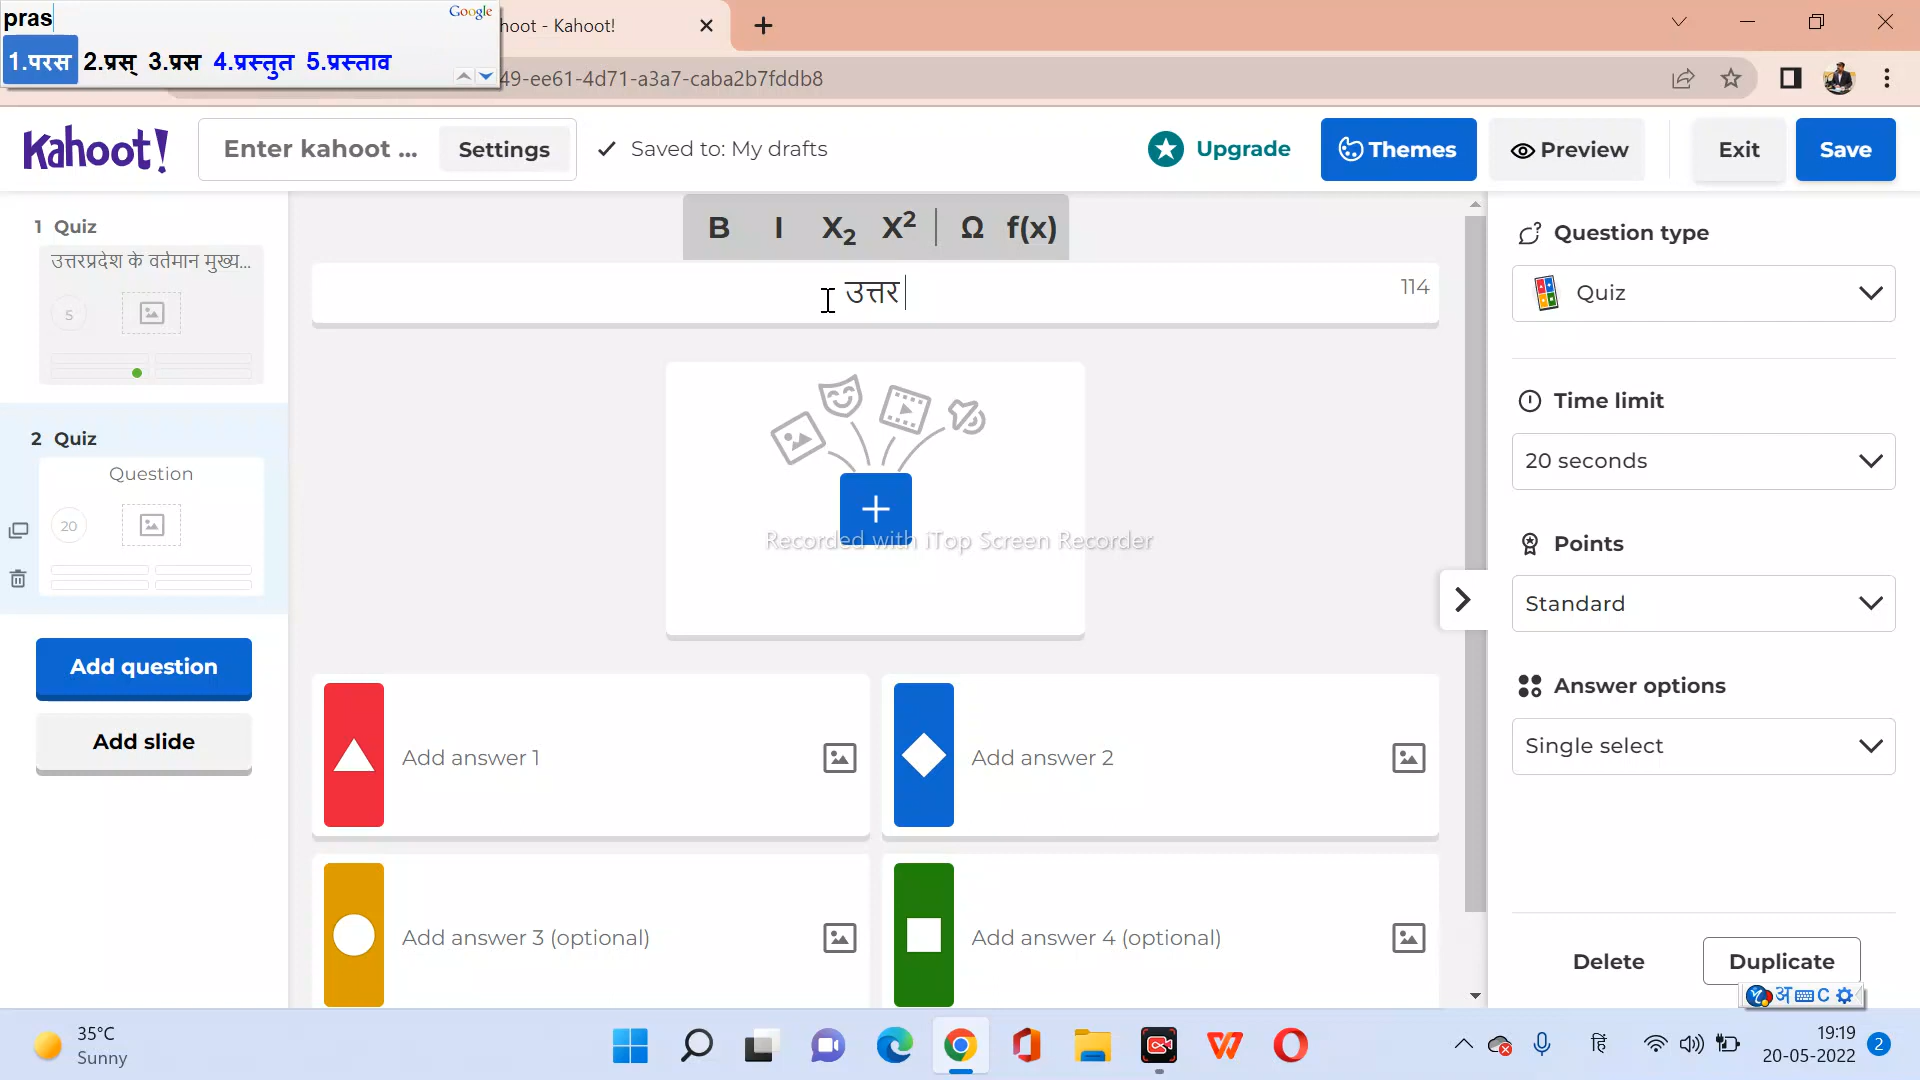 pras
Google
1.परस 2.प्रस् 3.प्रस 4.प्रस्तुत 5.प्रस्ताव
hoot - Kahoot!
49-ee61-4d71-a3a7-caba2b7fddb8
Kahoot!
Enter kahoot ...
Settings
Saved to: My drafts
Upgrade
Themes
Preview
Exit
Save
1 Quiz
उत्तरप्रदेश के वर्तमान मुख्य...
5
2 Quiz
Question
20
Add question
Add slide
B I X2 X2 Ω f(x)
उत्तर
114
Recorded with iTop Screen Recorder
Add answer 1
Add answer 2
Add answer 3 (optional)
Add answer 4 (optional)
Question type
Quiz
Time limit
20 seconds
Points
Standard
Answer options
Single select
Delete
Duplicate
अ
C
35°C
Sunny
हिं
19:19
20-05-2022
2